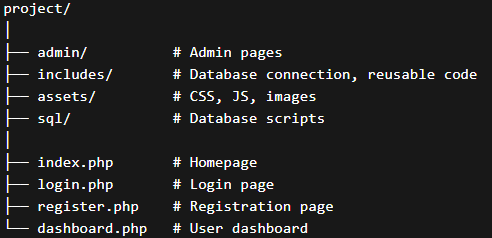 project/
│
├── admin/          # Admin pages
├── includes/       # Database connection, reusable code
├── assets/         # CSS, JS, images
├── sql/            # Database scripts
│
├── index.php       # Homepage
├── login.php       # Login page
├── register.php    # Registration page
└── dashboard.php   # User dashboard